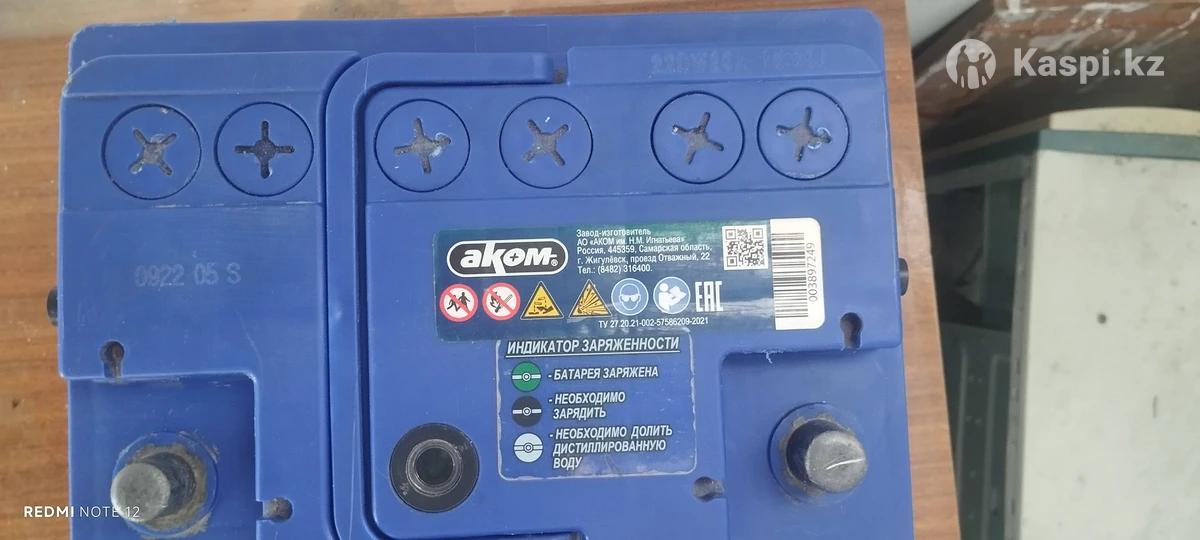 Kaspi.kz
0922 05 S
аком
®
Завод-изготовитель
АО «АКОМ им. Н.М. Игнатьева»
Россия, 445359, Самарская область,
г. Жигулёвск, проезд Отважный, 22
Тел.: (8482) 316400.
EAC
ТУ 27.20.21-002-57586209-2021
003897249
ИНДИКАТОР ЗАРЯЖЕННОСТИ
- БАТАРЕЯ ЗАРЯЖЕНА
- НЕОБХОДИМО
ЗАРЯДИТЬ
- НЕОБХОДИМО ДОЛИТЬ
ДИСТИЛЛИРОВАННУЮ
ВОДУ
REDMI NOTE 12